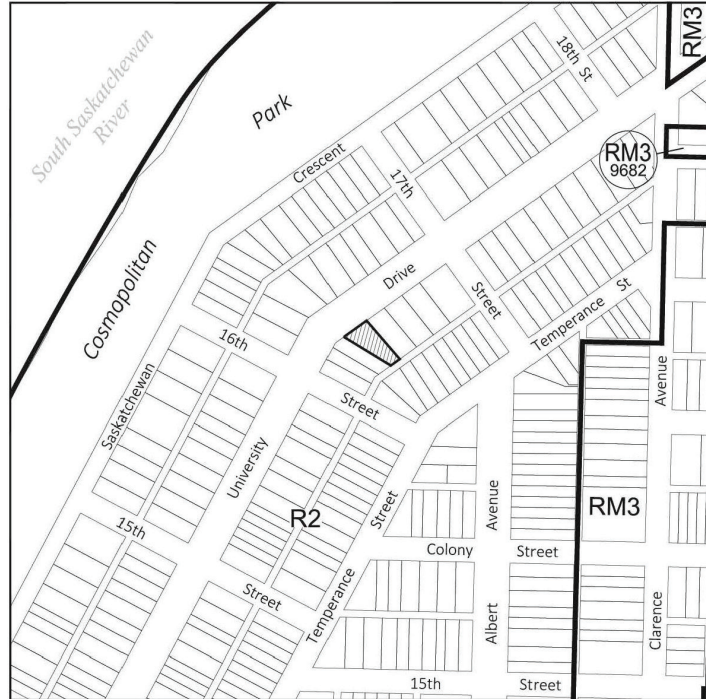 RM3
18th St
South Saskatchewan
River
Park
Crescent
RM3
9682
17th
Cosmopolitan
Drive
Street
Temperance St
16th
Saskatchewan
Avenue
Street
University
Street
Avenue
RM3
R2
15th
Colony Street
Street
Temperance
Albert
Clarence
15th Street